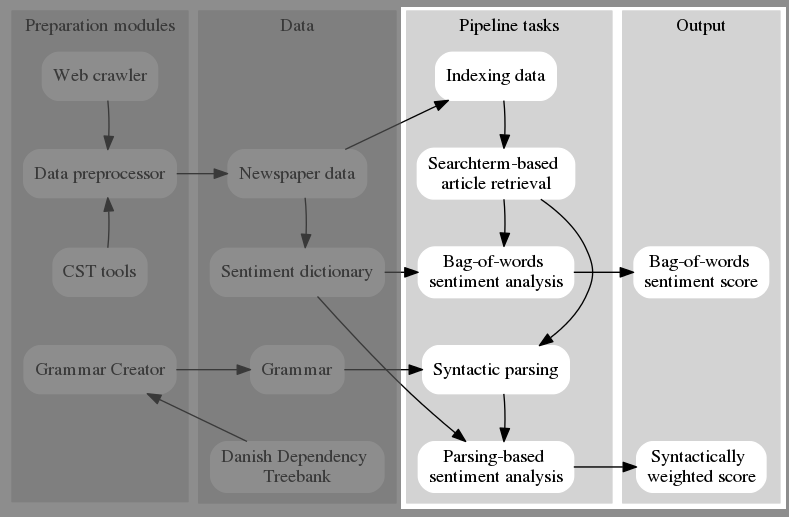 Preparation modules
Web crawler
Data preprocessor
CST tools
Grammar Creator
Data
Newspaper data
Sentiment dictionary
Grammar
Danish Dependency
Treebank
Pipeline tasks
Indexing data
Searchterm-based
article retrieval
Bag-of-words
sentiment analysis
Syntactic parsing
Parsing-based
sentiment analysis
Output
Bag-of-words
sentiment score
Syntactically
weighted score